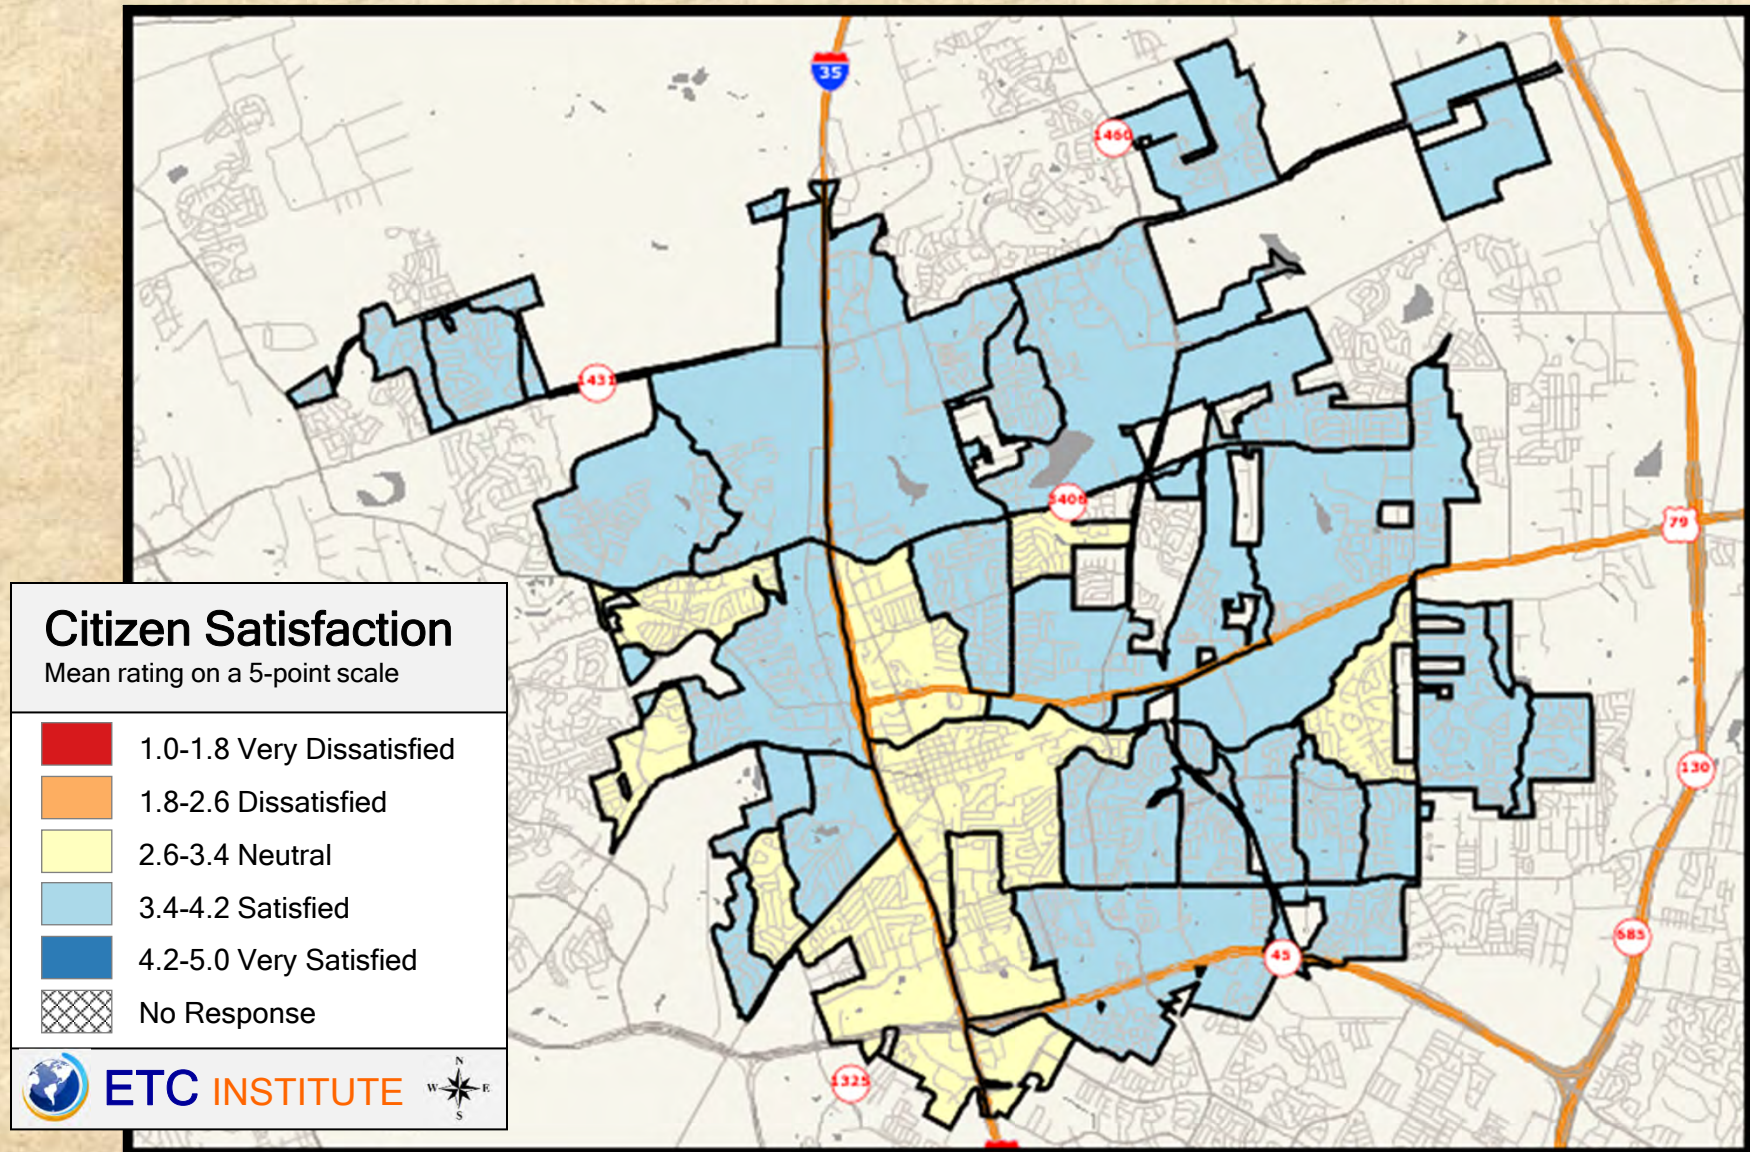 35
1460
1431
3406
79
Citizen Satisfaction
Mean rating on a 5-point scale
1.0-1.8 Very Dissatisfied
1.8-2.6 Dissatisfied
2.6-3.4 Neutral
3.4-4.2 Satisfied
4.2-5.0 Very Satisfied
No Response
130
685
45
1325
ETC INSTITUTE
N
W E
S